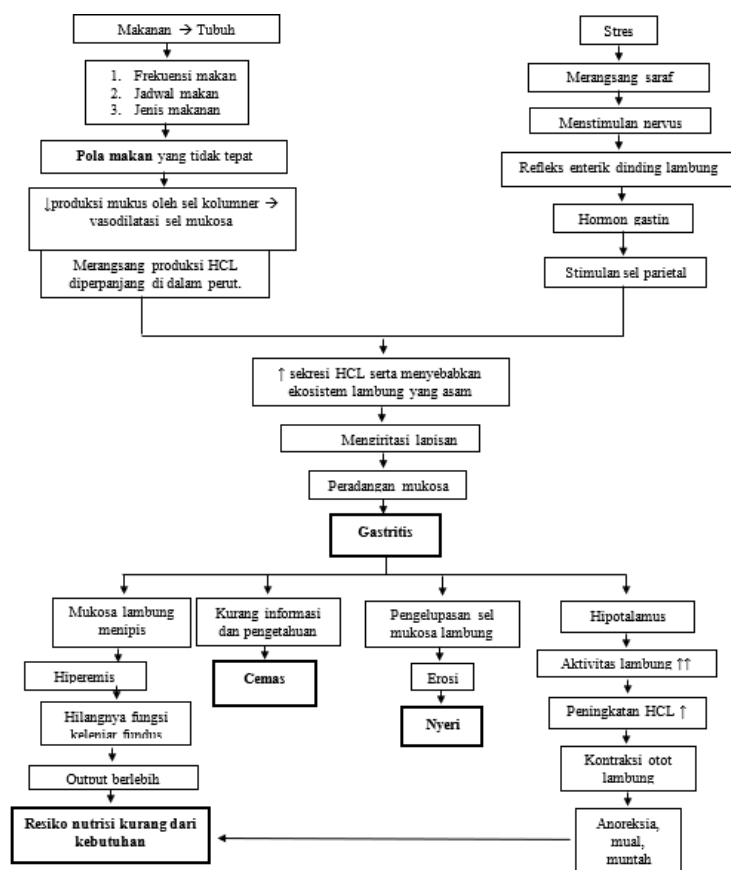 Makanan → Tubuh
1. Frekuensi makan
2. Jadwal makan
3. Jenis makanan
Pola makan yang tidak tepat
↓produksi mukus oleh sel kolumner →
vasodilatasi sel mukosa
Merangsang produksi HCL
diperpanjang di dalam perut.
Stres
Merangsang saraf
Menstimulan nervus
Refleks enterik dinding lambung
Hormon gastin
Stimulan sel parietal
↑ sekresi HCL serta menyebabkan
ekosistem lambung yang asam
Mengiritasi lapisan
Peradangan mukosa
Gastritis
Mukosa lambung
menipis
Hiperemis
Hilangnya fungsi
kelenjar fundus
Output berlebih
Resiko nutrisi kurang dari
kebutuhan
Kurang informasi
dan pengetahuan
Cemas
Pengelupasan sel
mukosa lambung
Erosi
Nyeri
Hipotalamus
Aktivitas lambung ↑↑
Peningkatan HCL ↑
Kontraksi otot
lambung
Anoreksia,
mual,
muntah